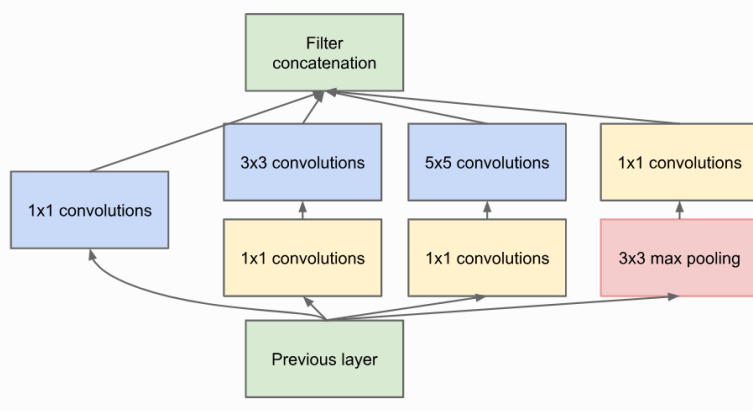 Filter
concatenation
3x3 convolutions
5x5 convolutions
1x1 convolutions
1x1 convolutions
1x1 convolutions
1x1 convolutions
3x3 max pooling
Previous layer